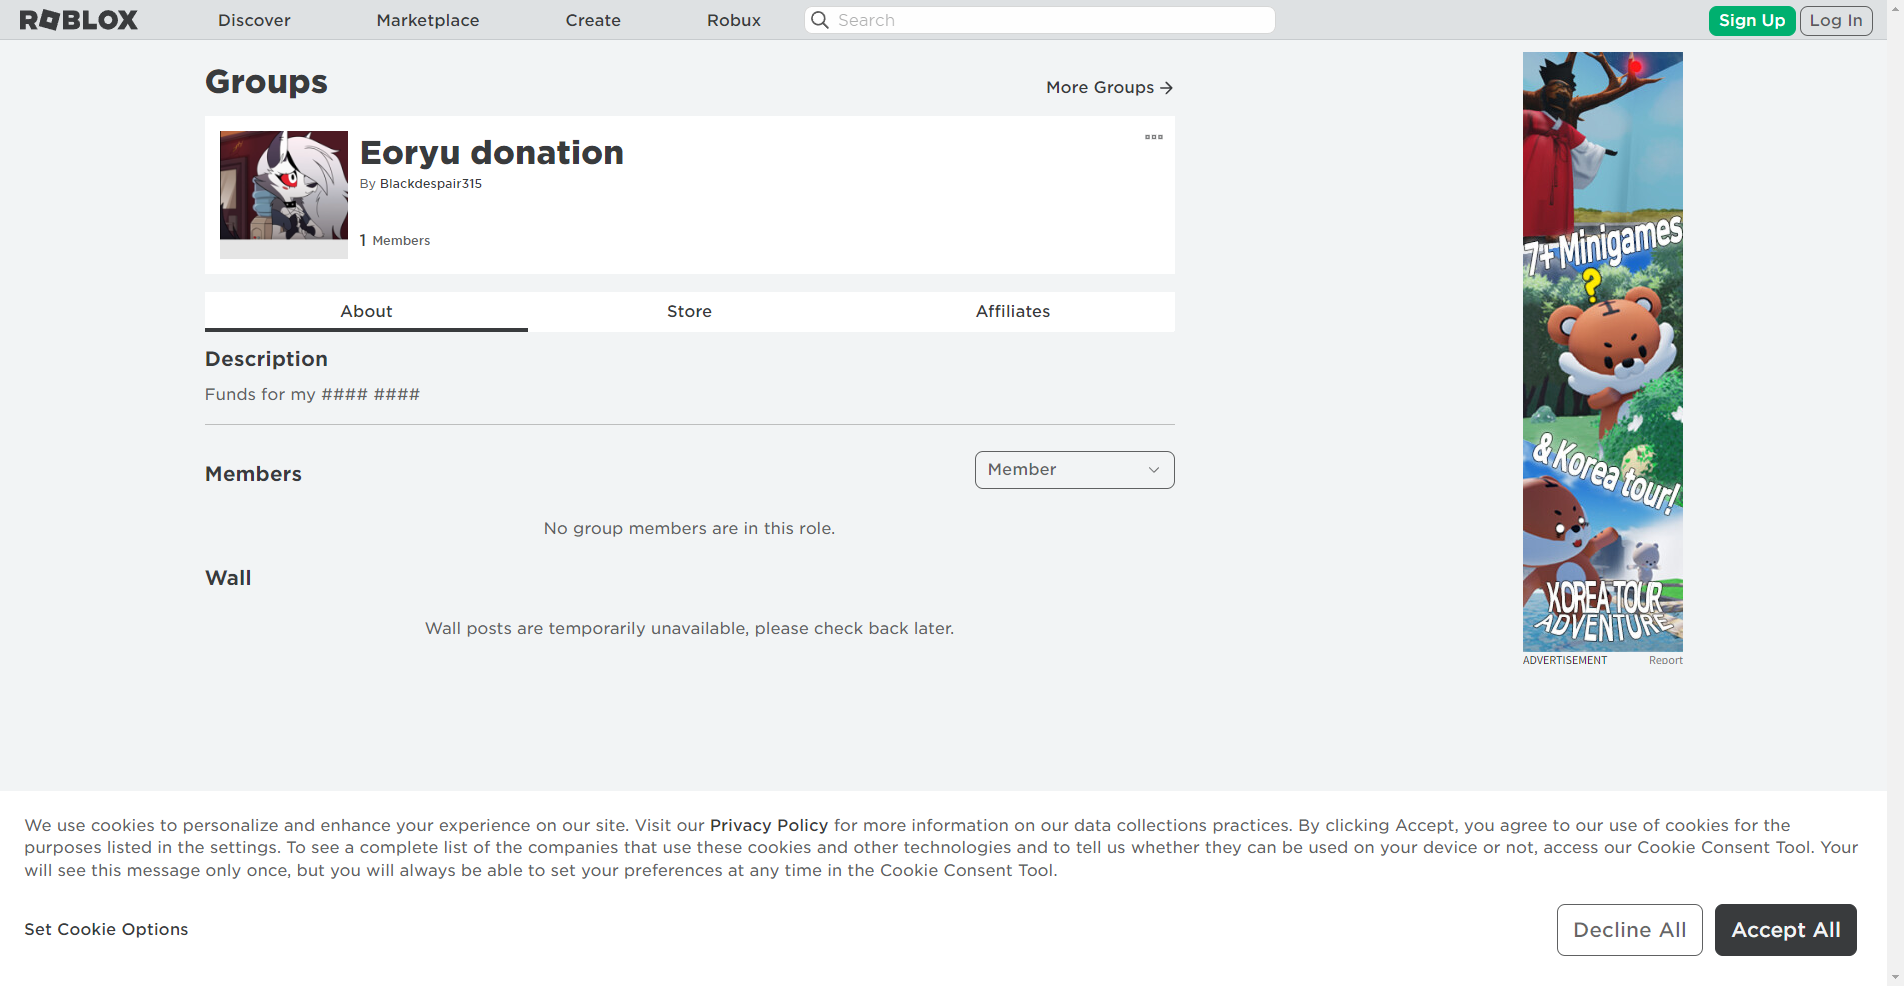 ROBLOX
Discover
Marketplace
Create
Robux
Search
Sign Up
Log In
Groups
More Groups
Eoryu donation
By Blackdespair315
1 Members
About
Store
Affiliates
Description
Funds for my #### ####
Members
Member
No group members are in this role.
Wall
Wall posts are temporarily unavailable, please check back later.
7+ Minigames
?
& Korea tour!
KOREA TOUR
ADVENTURE
ADVERTISEMENT
Report
We use cookies to personalize and enhance your experience on our site. Visit our Privacy Policy for more information on our data collections practices. By clicking Accept, you agree to our use of cookies for the
purposes listed in the settings. To see a complete list of the companies that use these cookies and other technologies and to tell us whether they can be used on your device or not, access our Cookie Consent Tool. Your
will see this message only once, but you will always be able to set your preferences at any time in the Cookie Consent Tool.
Set Cookie Options
Decline All
Accept All